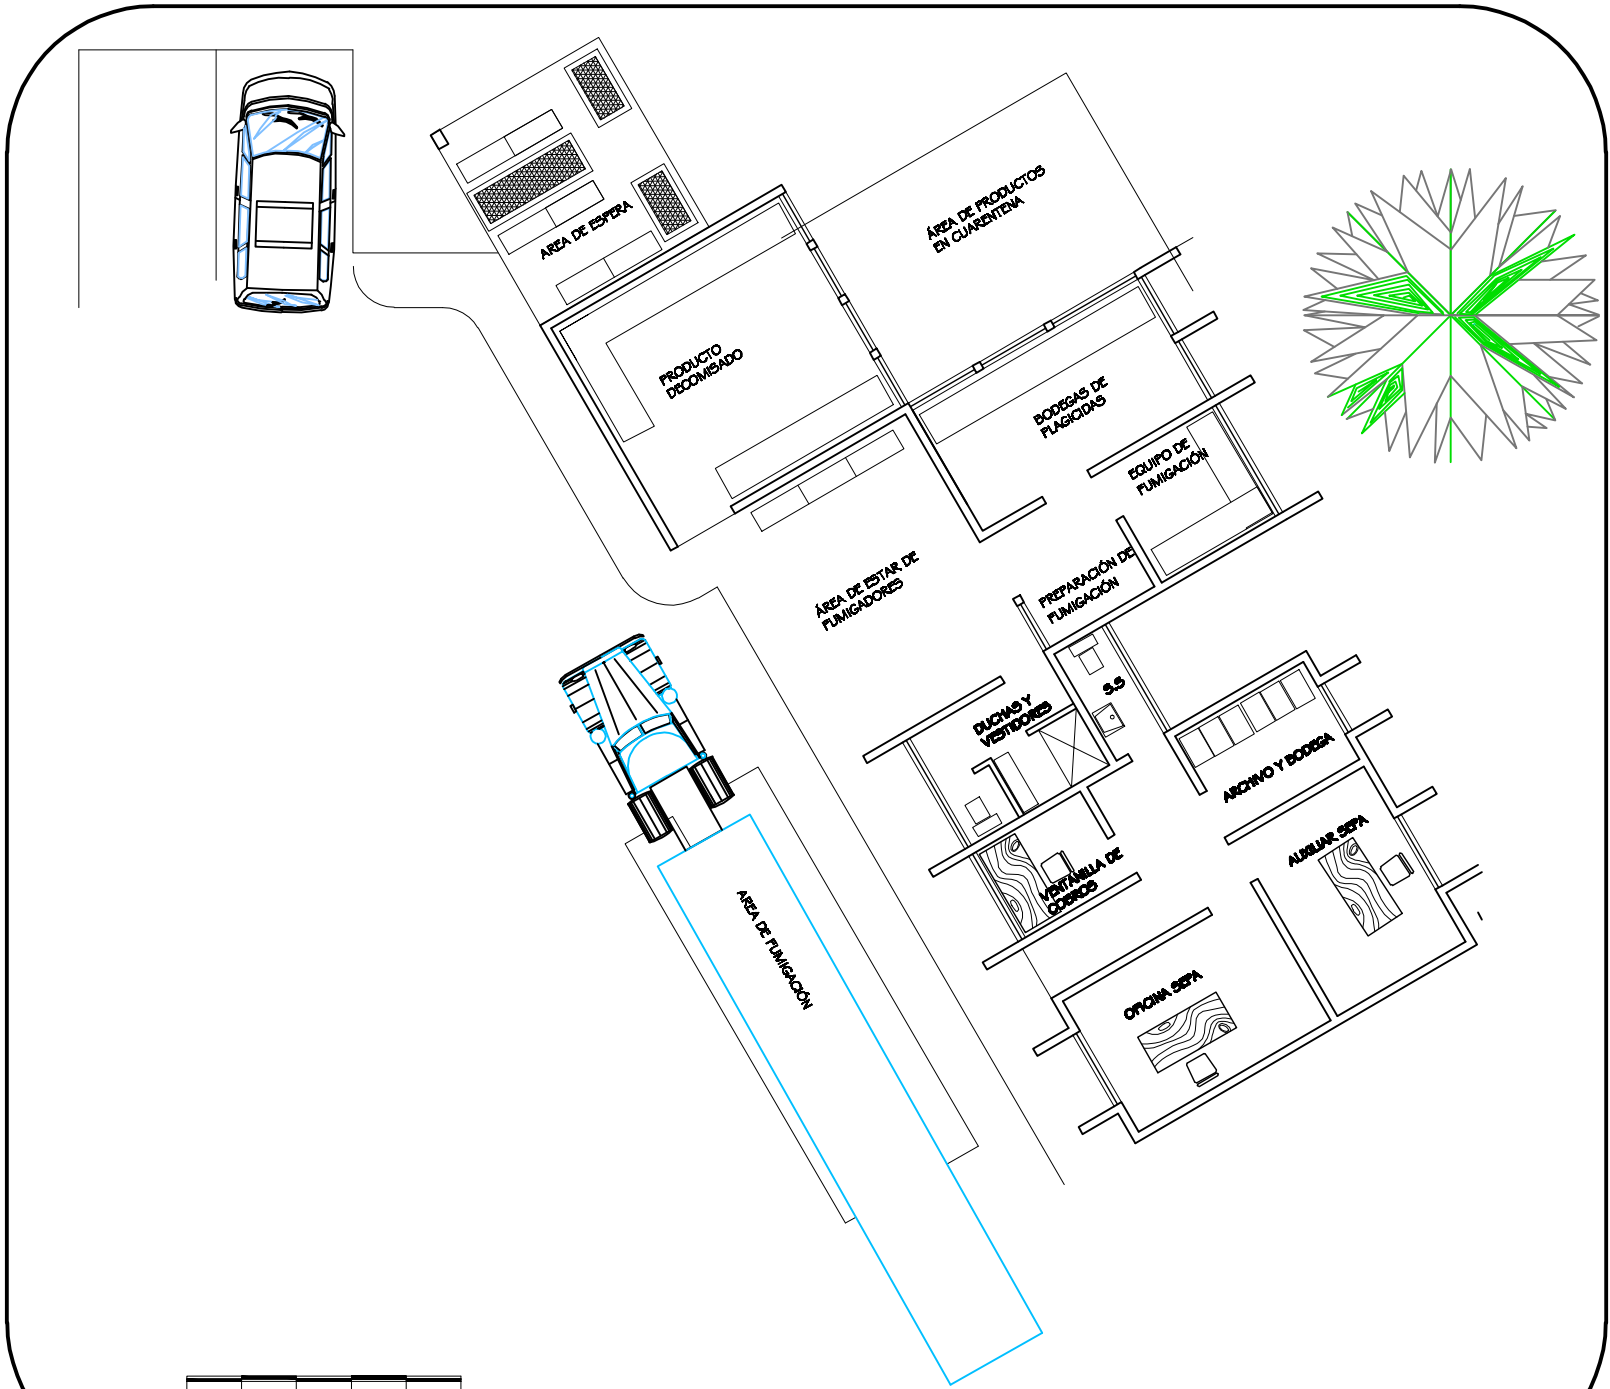 ÁREA DE PRODUCTOS
EN CUARENTENA
AREA DE ESPERA
PRODUCTO
DECOMISADO
BODEGAS DE
PLAGICIDAS
EQUIPO DE
FUMIGACIÓN
ÁREA DE ESTAR DE
FUMIGADORES
PREPARACIÓN DE
FUMIGACIÓN
S.S
DUCHAS Y
VESTIDORES
ARCHIVO Y BODEGA
AUXILIAR SEPA
VENTANILLA DE
COBROS
AREA DE FUMIGACIÓN
OFICINA SEPA